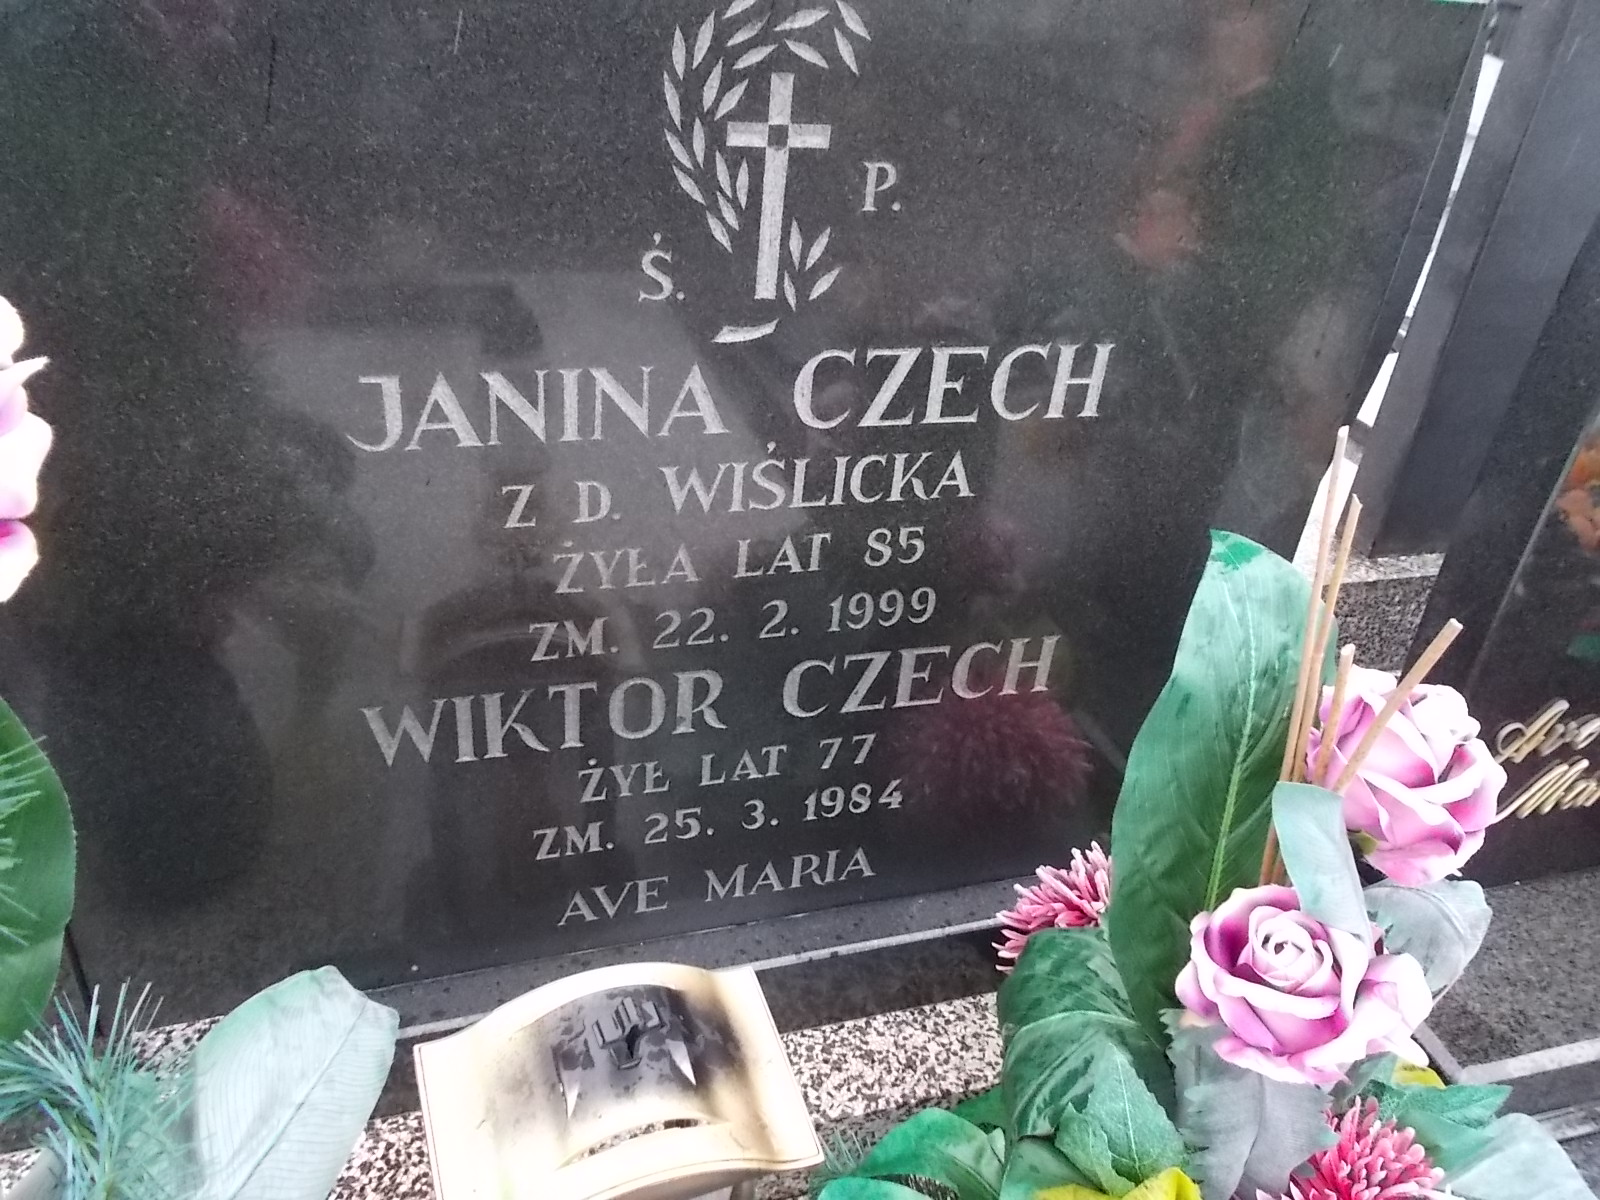 Ś. P.
JANINA CZECH
Z D. WIŚLICKA
ŻYŁA LAT 85
ZM. 22. 2. 1999
WIKTOR CZECH
ŻYŁ LAT 77
ZM. 25. 3. 1984
AVE MARIA